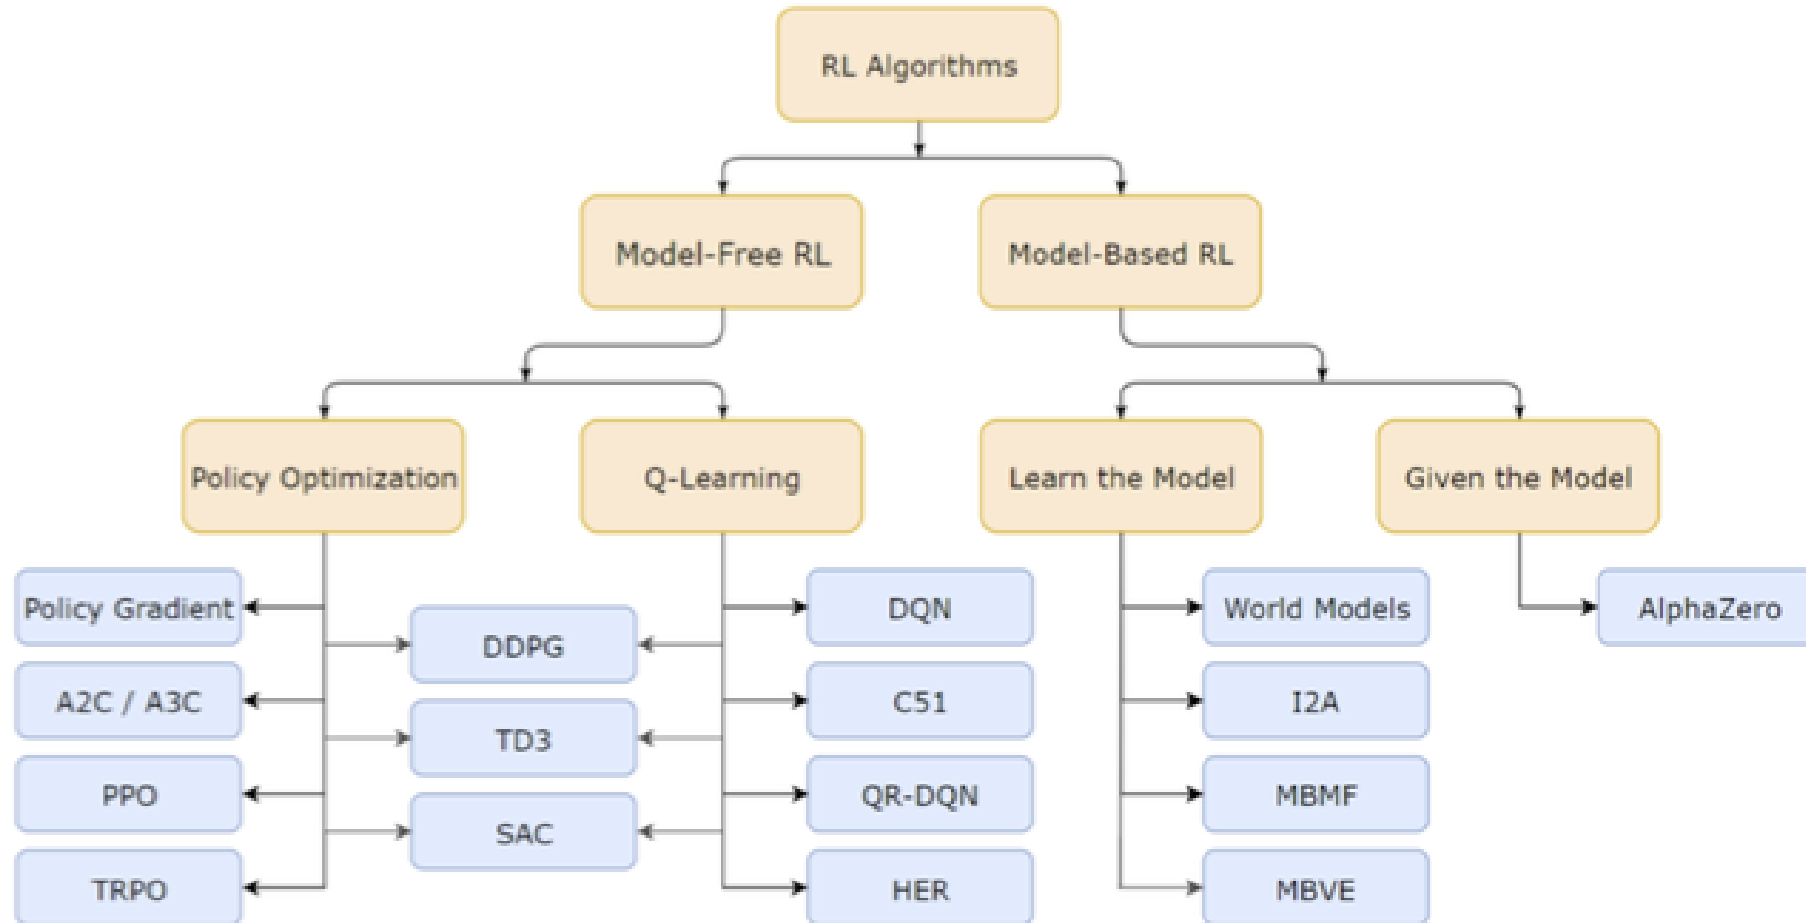 RL Algorithms
Model-Free RL
Model-Based RL
Policy Optimization
Q-Learning
Learn the Model
Given the Model
Policy Gradient
DDPG
DQN
World Models
AlphaZero
A2C / A3C
TD3
C51
I2A
PPO
SAC
QR-DQN
MBMF
TRPO
HER
MBVE